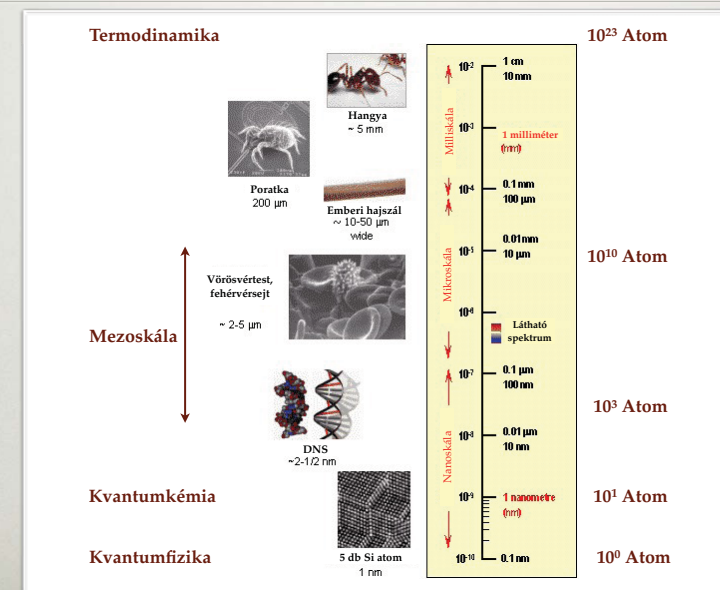 Termodinamika
10²³ Atom
Hangya
~ 5 mm
Poratka
200 µm
Emberi hajszál
~ 10-50 µm
wide
Vörösvértest,
fehérvérsejt
~ 2-5 µm
Mezoskála
DNS
~2-1/2 nm
Kvantumkémia
Kvantumfizika
5 db Si atom
1 nm
Milliskála
Mikroskála
Nanoskála
10⁻²
1 cm
10 mm
10⁻³
1 milliméter
(mm)
10⁻⁴
0.1 mm
100 µm
10⁻⁵
0.01 mm
10 µm
10⁻⁶
Látható
spektrum
10⁻⁷
0.1 µm
100 nm
10⁻⁸
0.01 µm
10 nm
10⁻⁹
1 nanometre
(nm)
10⁻¹⁰
0.1 nm
10¹⁰ Atom
10³ Atom
10¹ Atom
10⁰ Atom